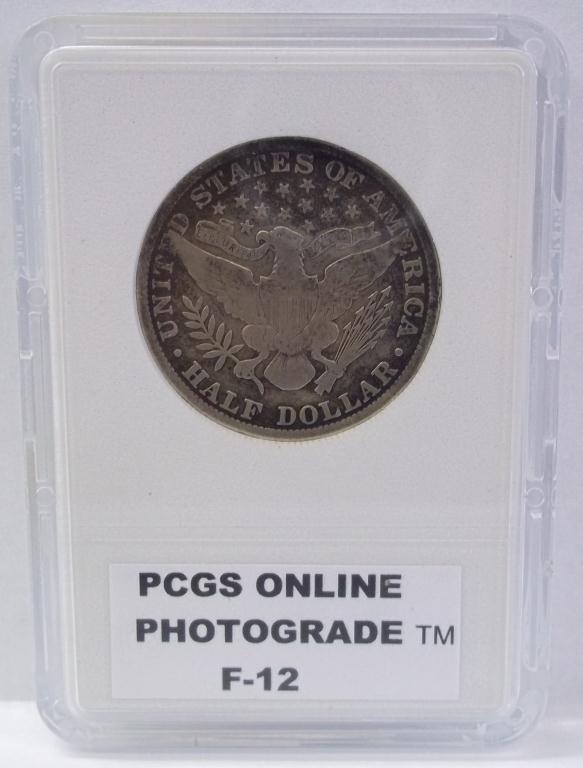 UNITED STATES OF AMERICA
HALF DOLLAR
PCGS ONLINE
PHOTOGRADE TM
F-12